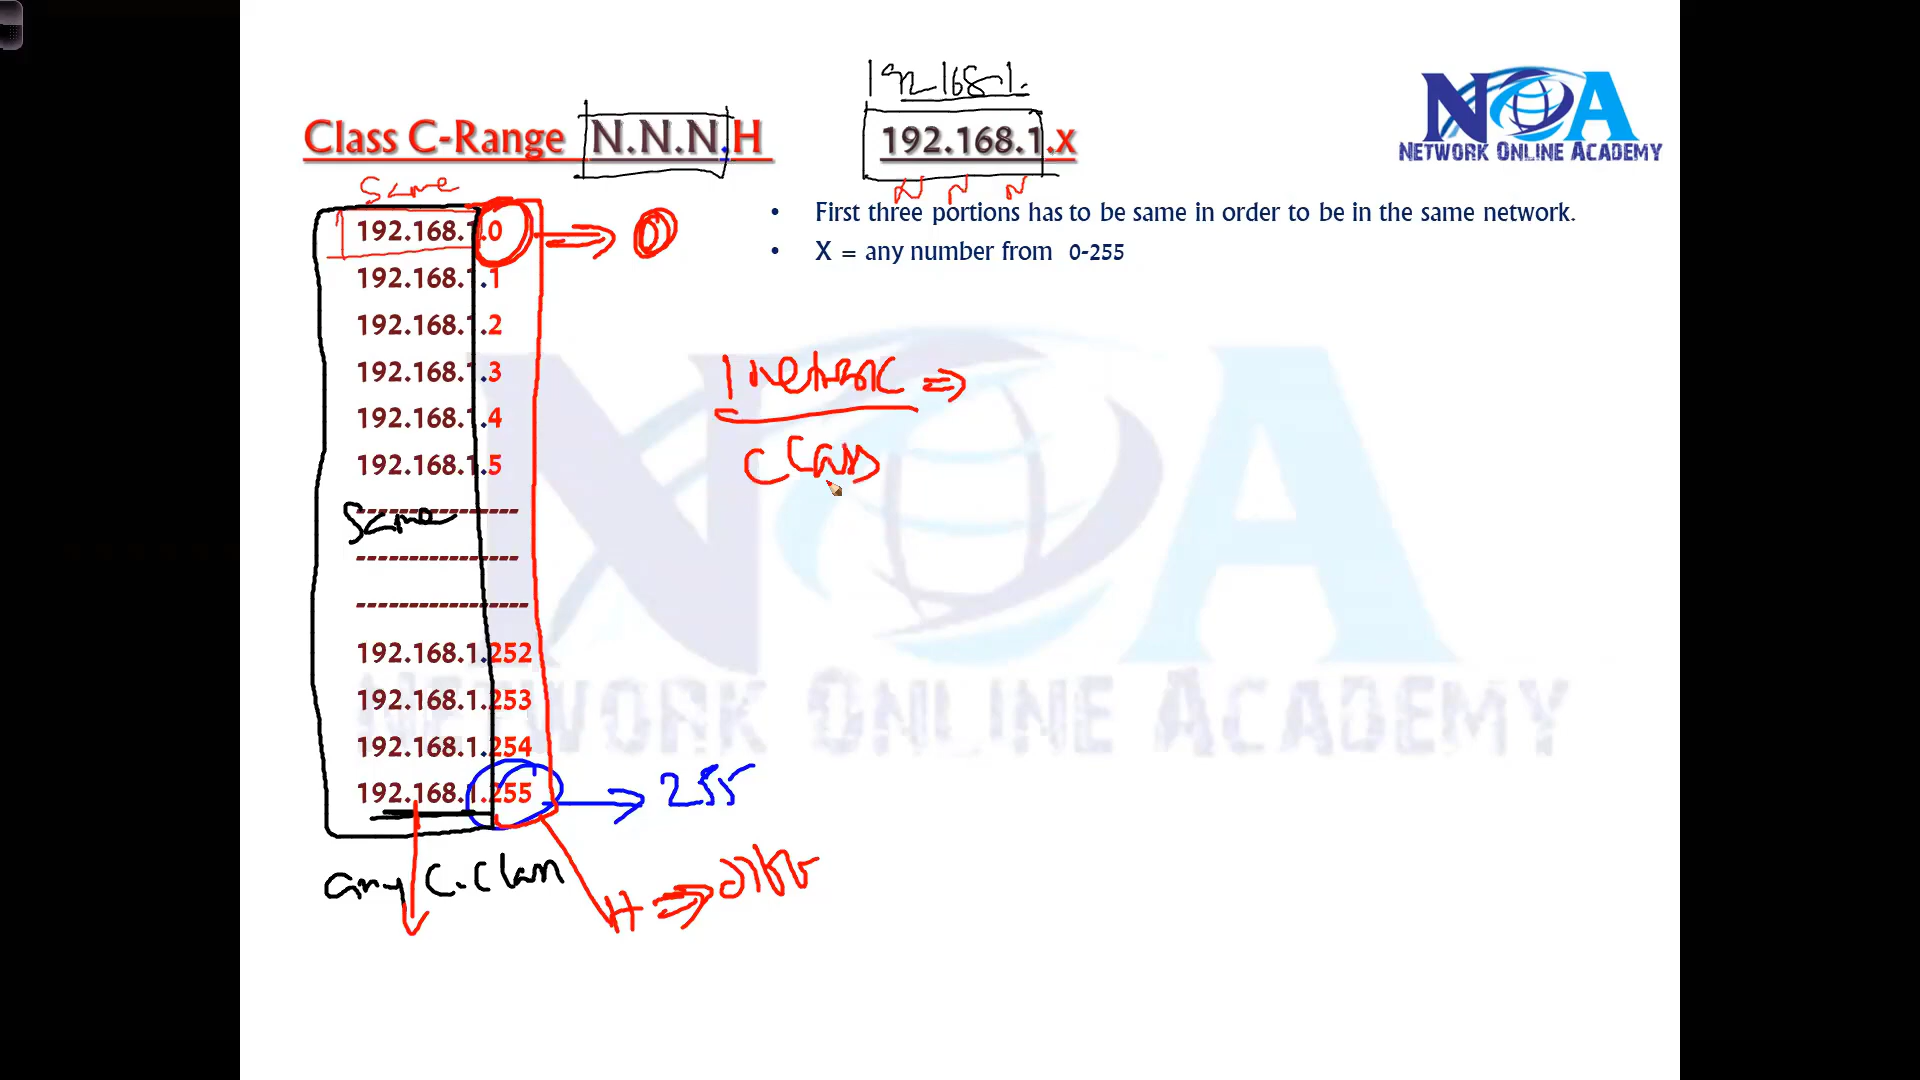 192.168.1.
Class C-Range N.N.N.H 192.168.1.x
NOA
NETWORK ONLINE ACADEMY
Same
N N N
• First three portions has to be same in order to be in the same network.
• X = any number from 0-255
192.168.1.0
0
192.168.1.1
192.168.1.2
192.168.1.3
192.168.1.4
192.168.1.5
Same
----------------
----------------
-----------------
192.168.1.252
192.168.1.253
192.168.1.254
192.168.1.255
255
1 network
C Class
any C-Class
H
NOA
NETWORK ONLINE ACADEMY